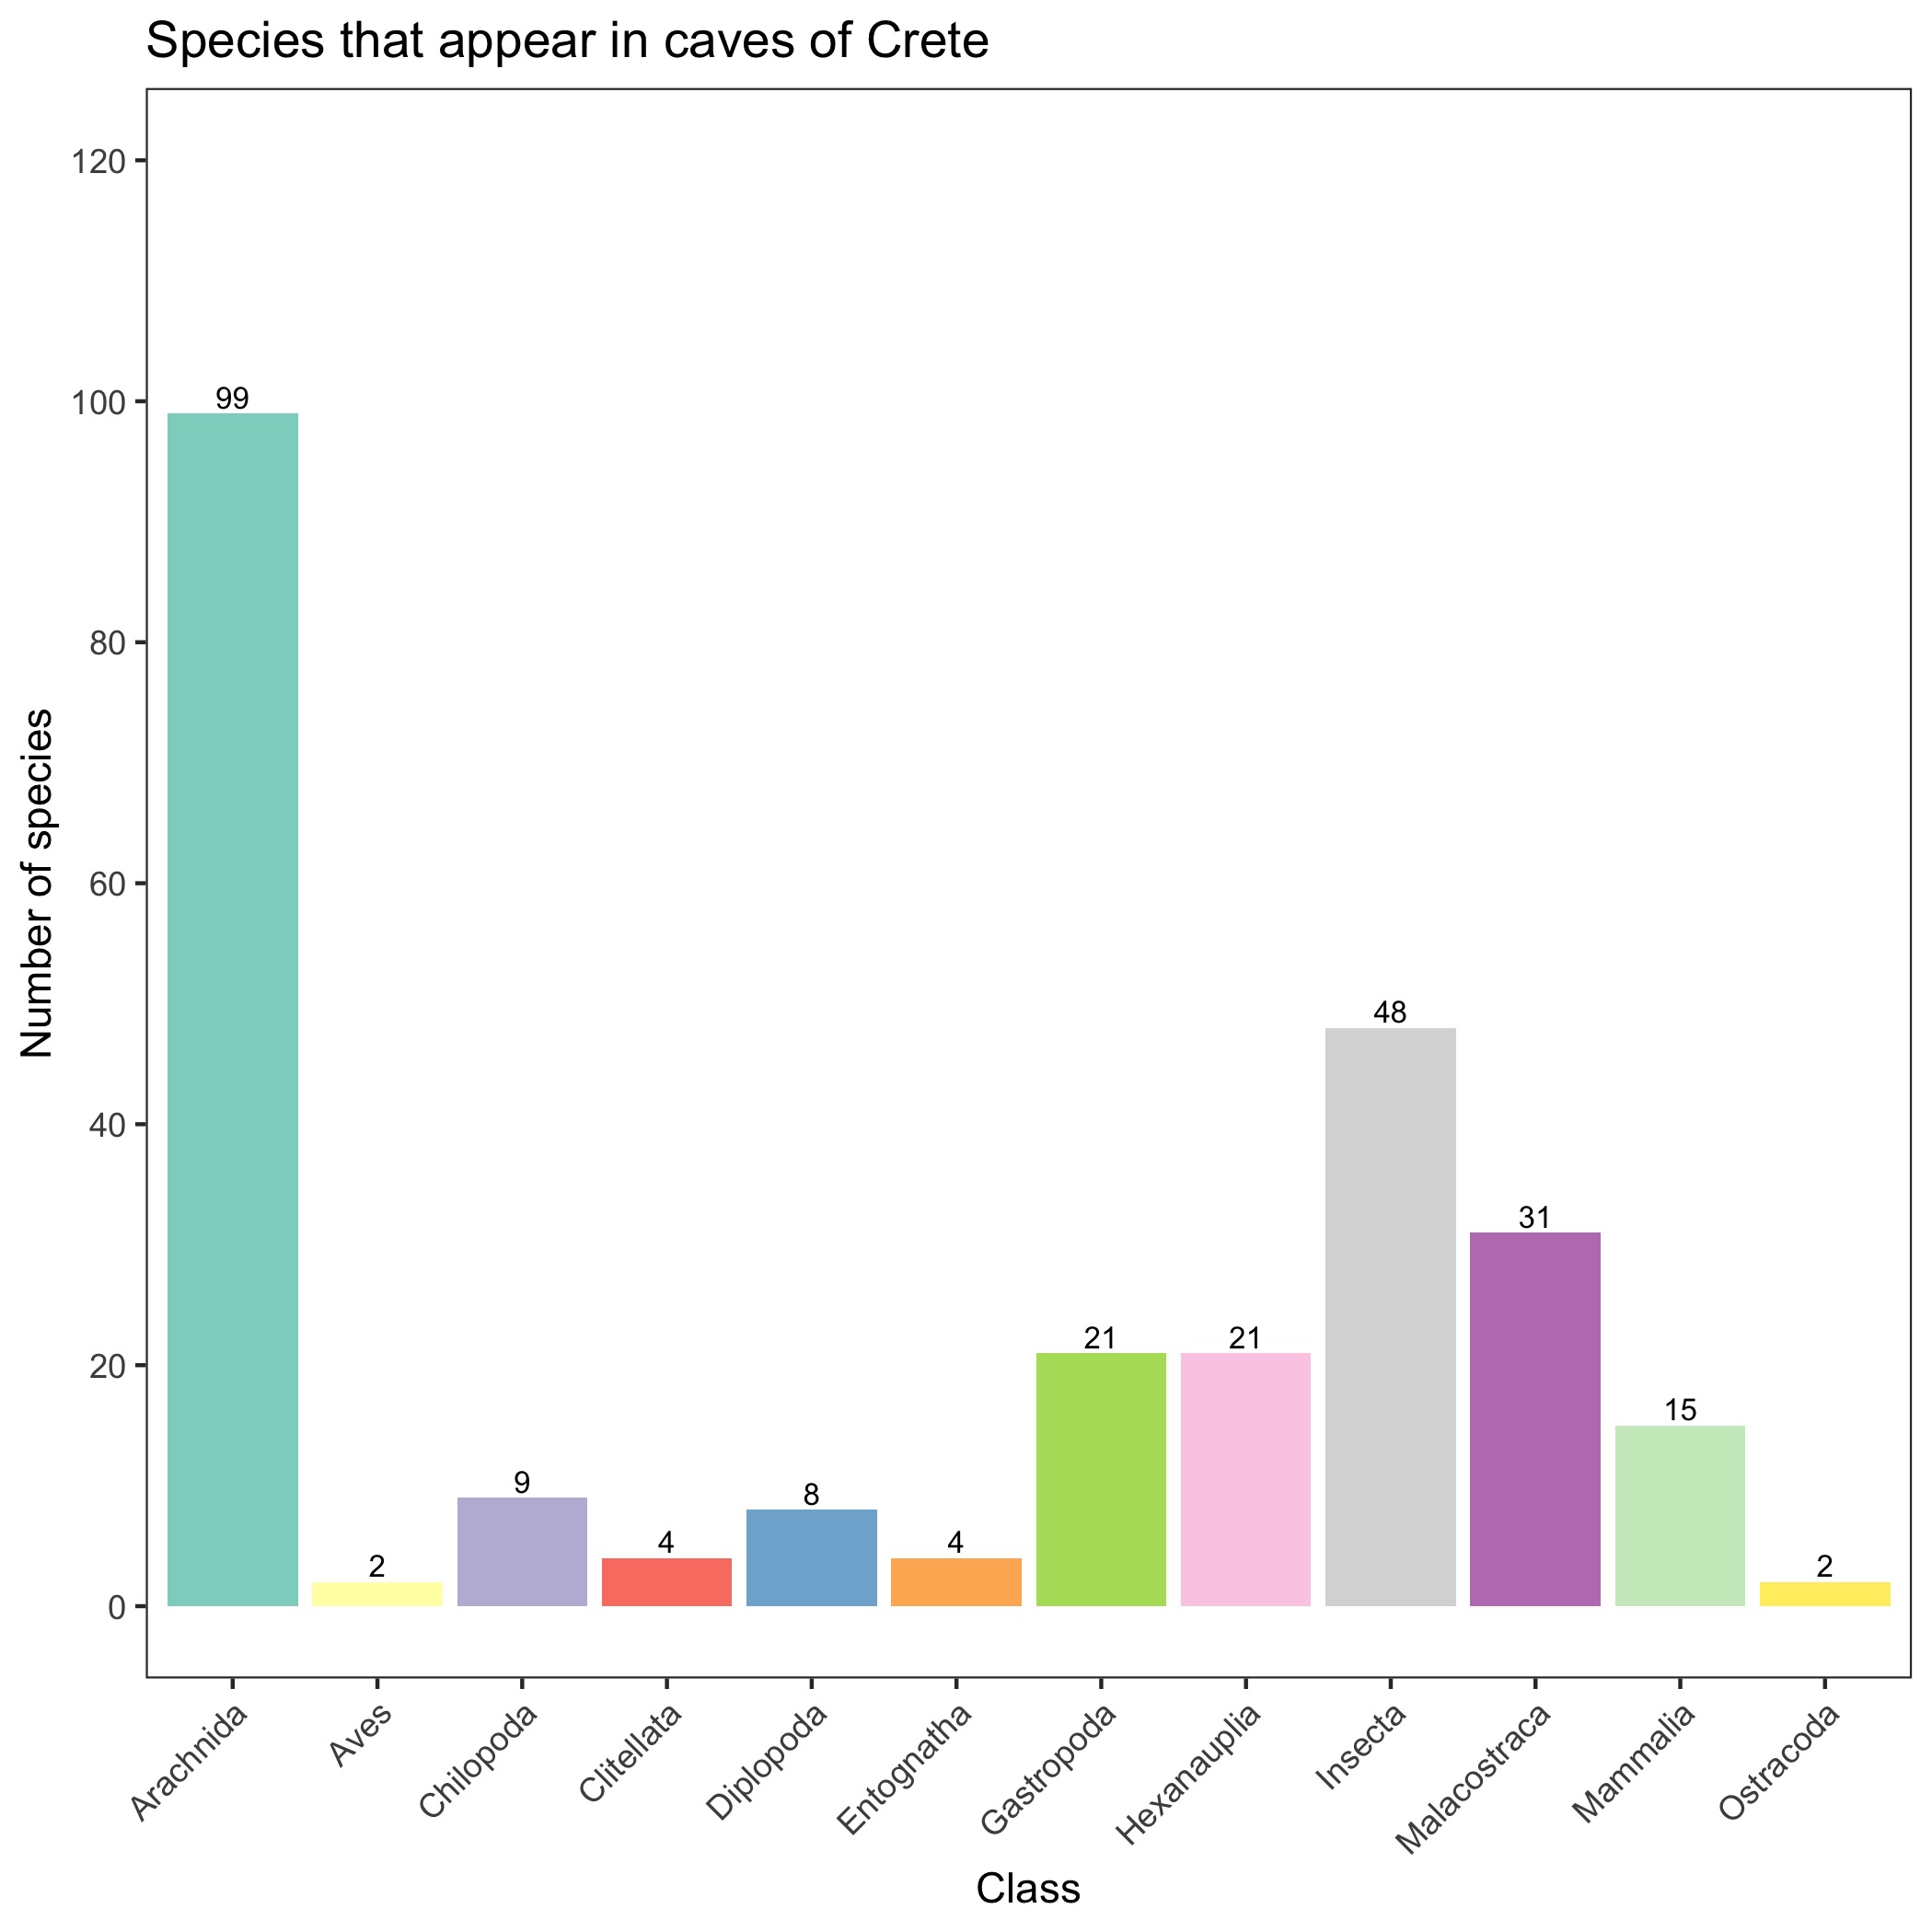 Species that appear in caves of Crete
Number of species
120
100
80
60
40
20
0
99
2
9
4
8
4
21
21
48
31
15
2
Arachnida
Aves
Chilopoda
Clitellata
Diplopoda
Entognatha
Gastropoda
Hexanauplia
Insecta
Malacostraca
Mammalia
Ostracoda
Class